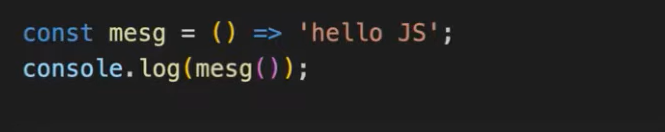 const mesg = () => 'hello JS';
console.log(mesg());